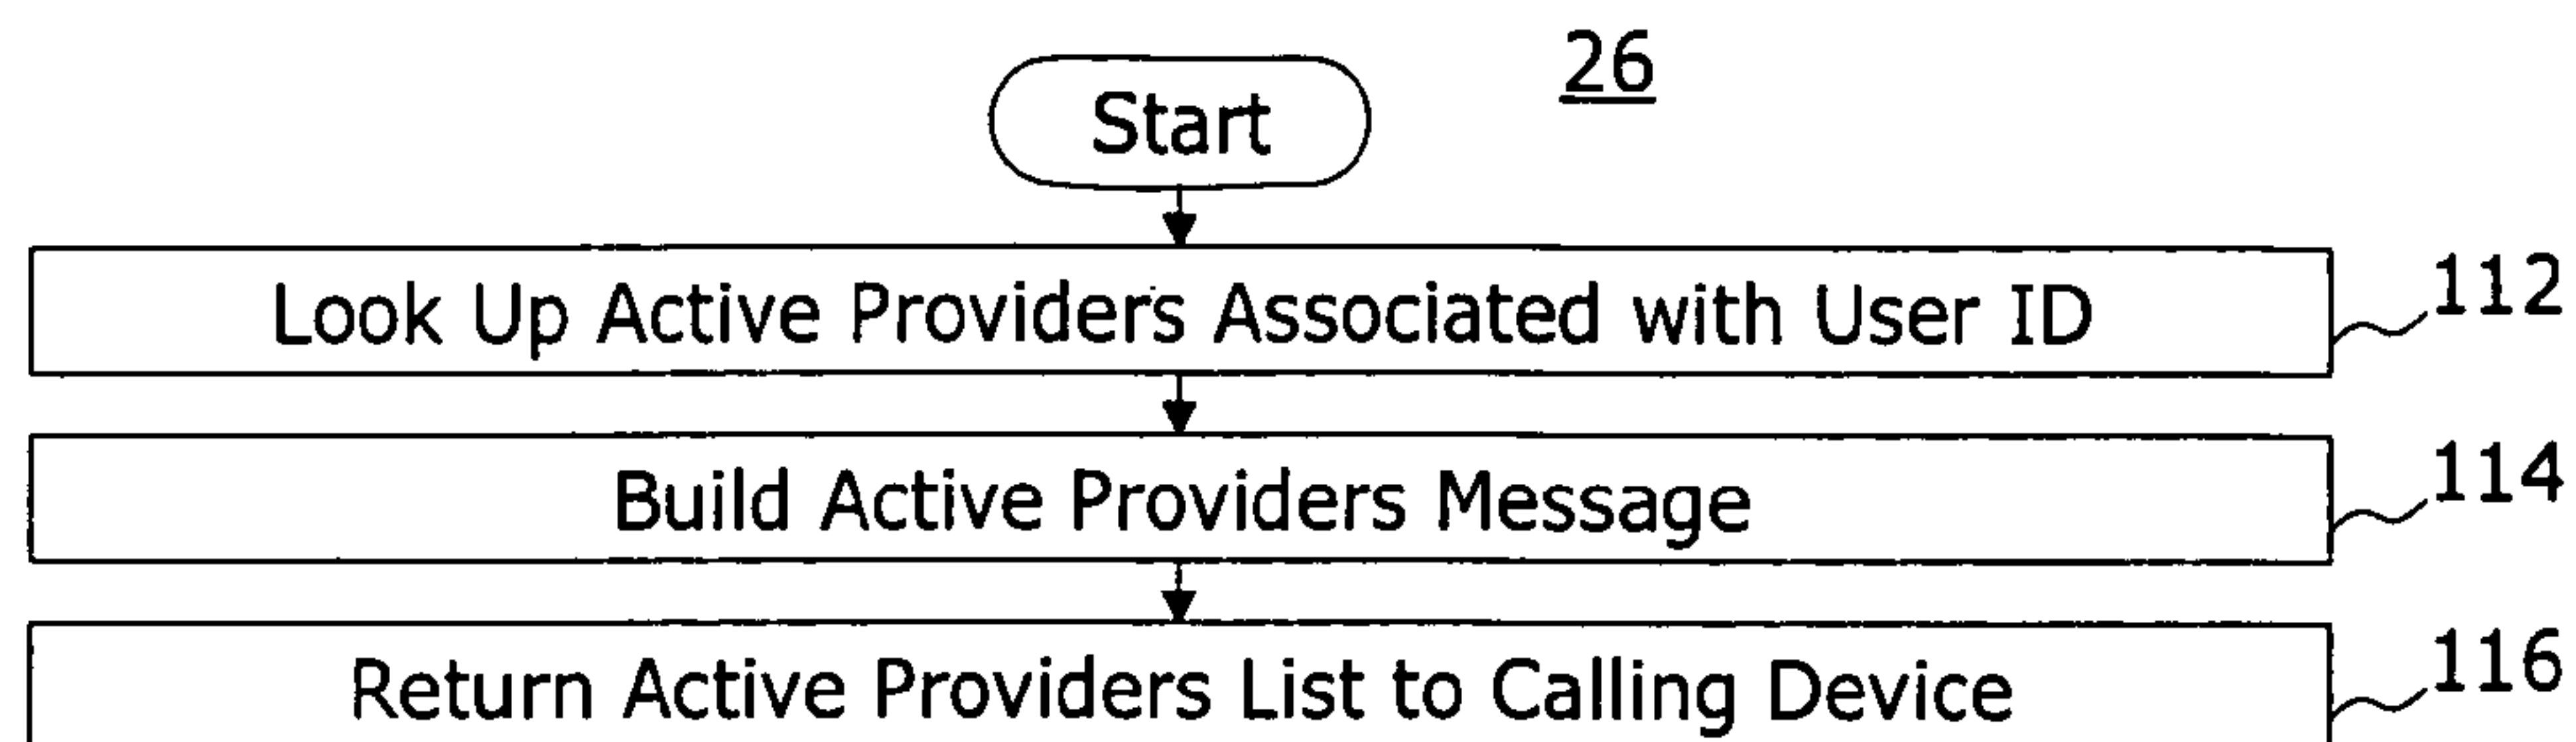 26
Start
Look Up Active Providers Associated with User ID
112
Build Active Providers Message
114
Return Active Providers List to Calling Device
116